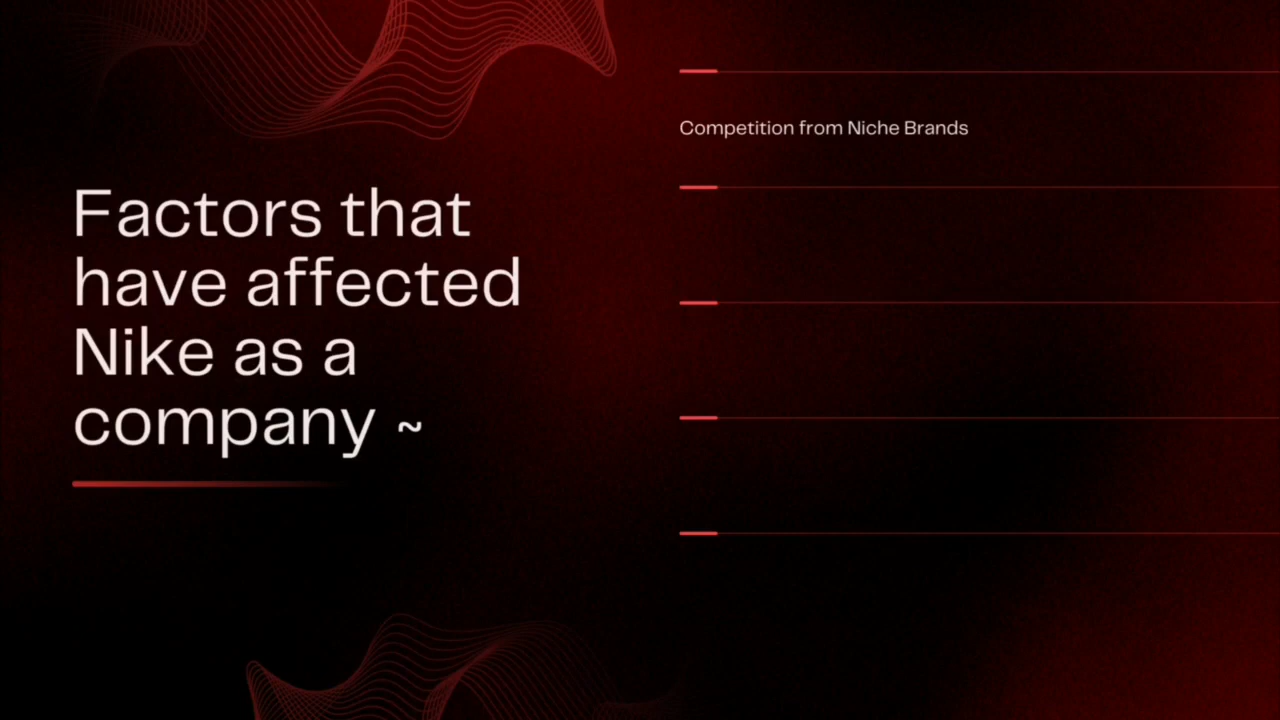 Factors that
have affected
Nike as a
company ~
Competition from Niche Brands